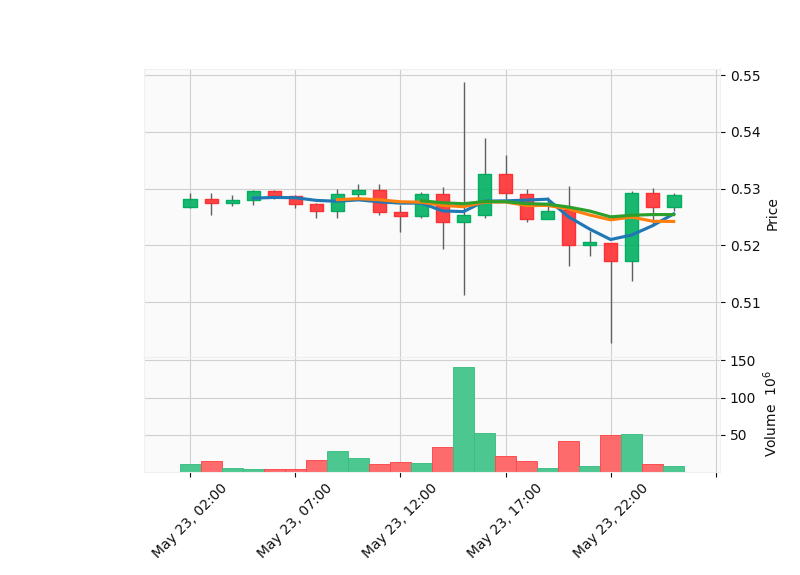 0.55
0.54
0.53
0.52
0.51
Price
150
100
50
Volume 10^6
May 23, 02:00
May 23, 07:00
May 23, 12:00
May 23, 17:00
May 23, 22:00